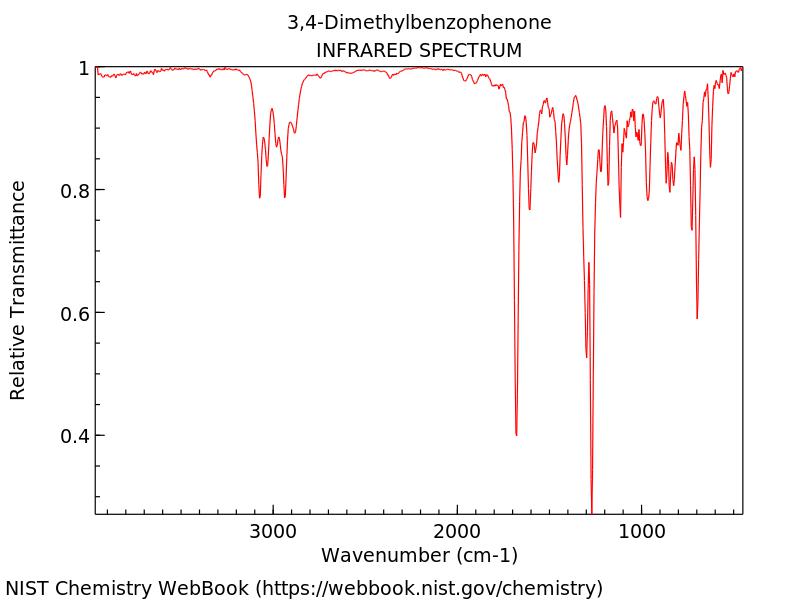 3,4-Dimethylbenzophenone
INFRARED SPECTRUM
1
0.8
0.6
0.4
Relative Transmittance
3000 2000 1000
Wavenumber (cm-1)
NIST Chemistry WebBook (https://webbook.nist.gov/chemistry)